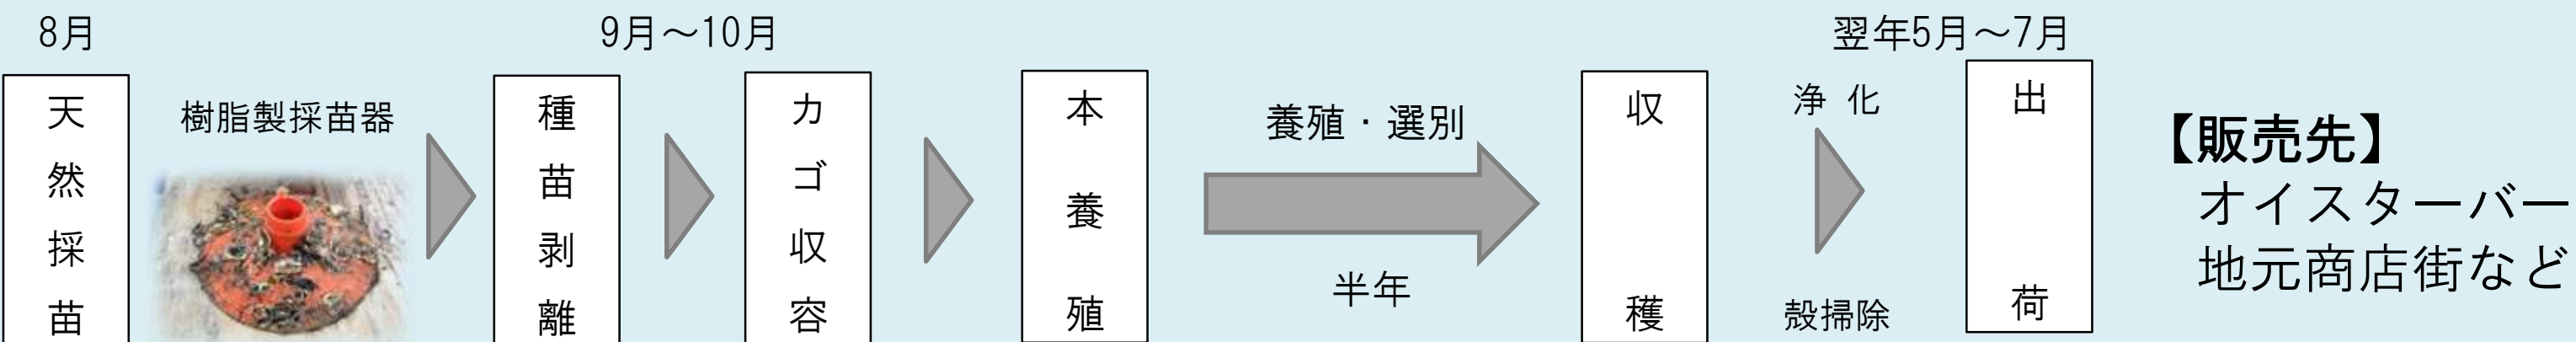 8月
9月～10月
翌年5月～7月
天然採苗
樹脂製採苗器
種苗剥離
カゴ収容
本養殖
養殖・選別
半年
収穫
浄化
殻掃除
出荷
【販売先】
オイスターバー
地元商店街など